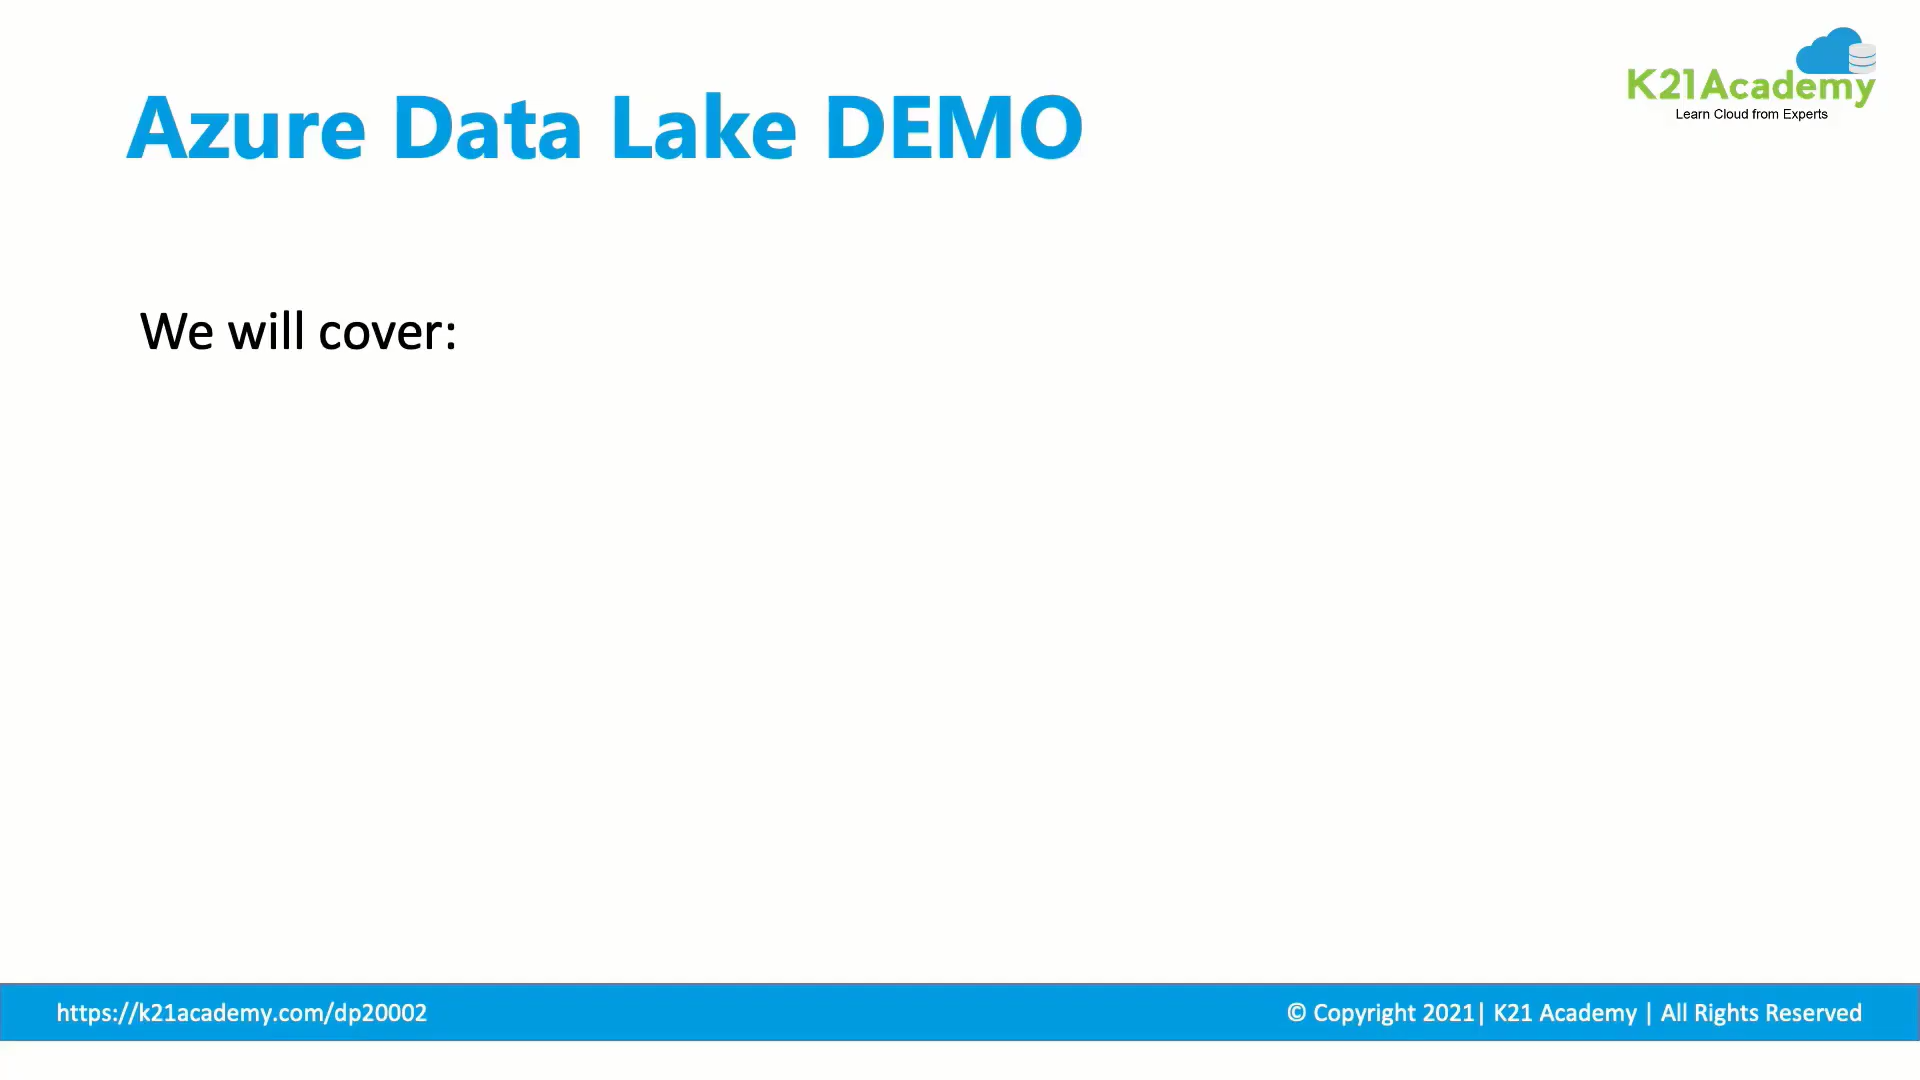 K21Academy
Learn Cloud from Experts
Azure Data Lake DEMO
We will cover:
https://k21academy.com/dp20002
© Copyright 2021| K21 Academy | All Rights Reserved